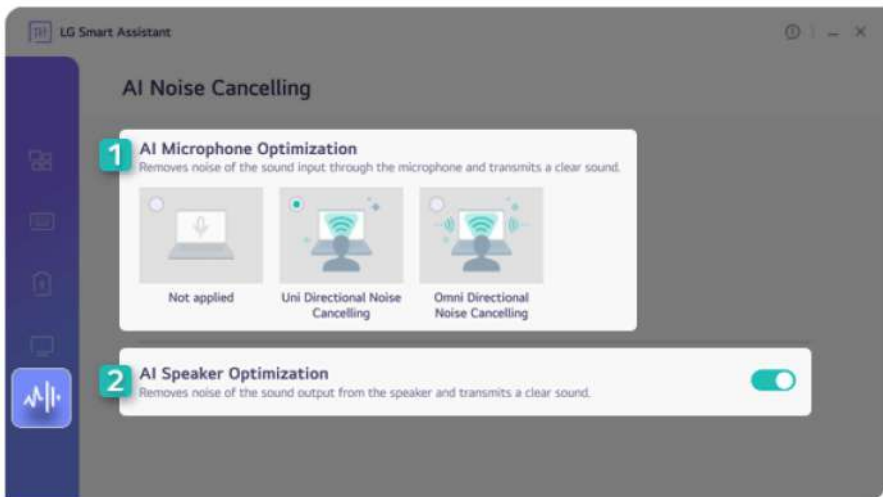 LG Smart Assistant
AI Noise Cancelling
1
AI Microphone Optimization
Removes noise of the sound input through the microphone and transmits a clear sound.
Not applied
Uni Directional Noise
Cancelling
Omni Directional
Noise Cancelling
2
AI Speaker Optimization
Removes noise of the sound output from the speaker and transmits a clear sound.